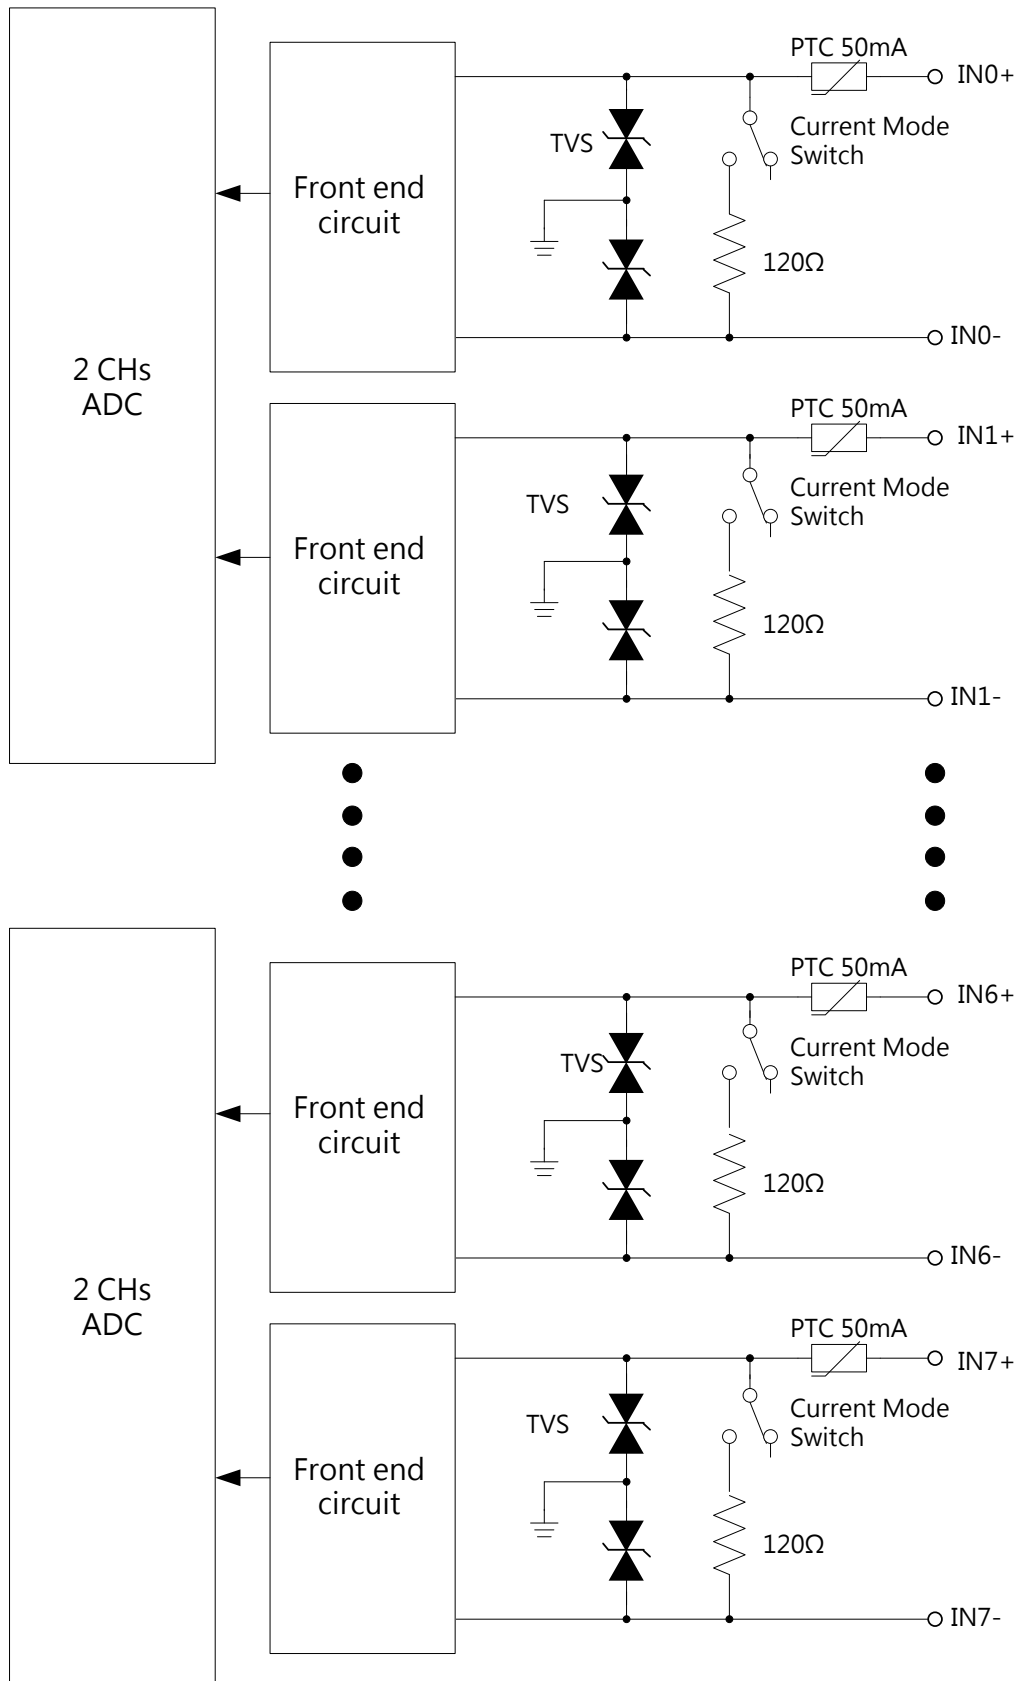 PTC 50mA
IN0+
Current Mode
Switch
TVS
Front end
circuit
120Ω
IN0-
2 CHs
ADC
PTC 50mA
IN1+
Current Mode
Switch
TVS
Front end
circuit
120Ω
IN1-
PTC 50mA
IN6+
Current Mode
Switch
TVS
Front end
circuit
120Ω
IN6-
2 CHs
ADC
PTC 50mA
IN7+
Current Mode
Switch
TVS
Front end
circuit
120Ω
IN7-